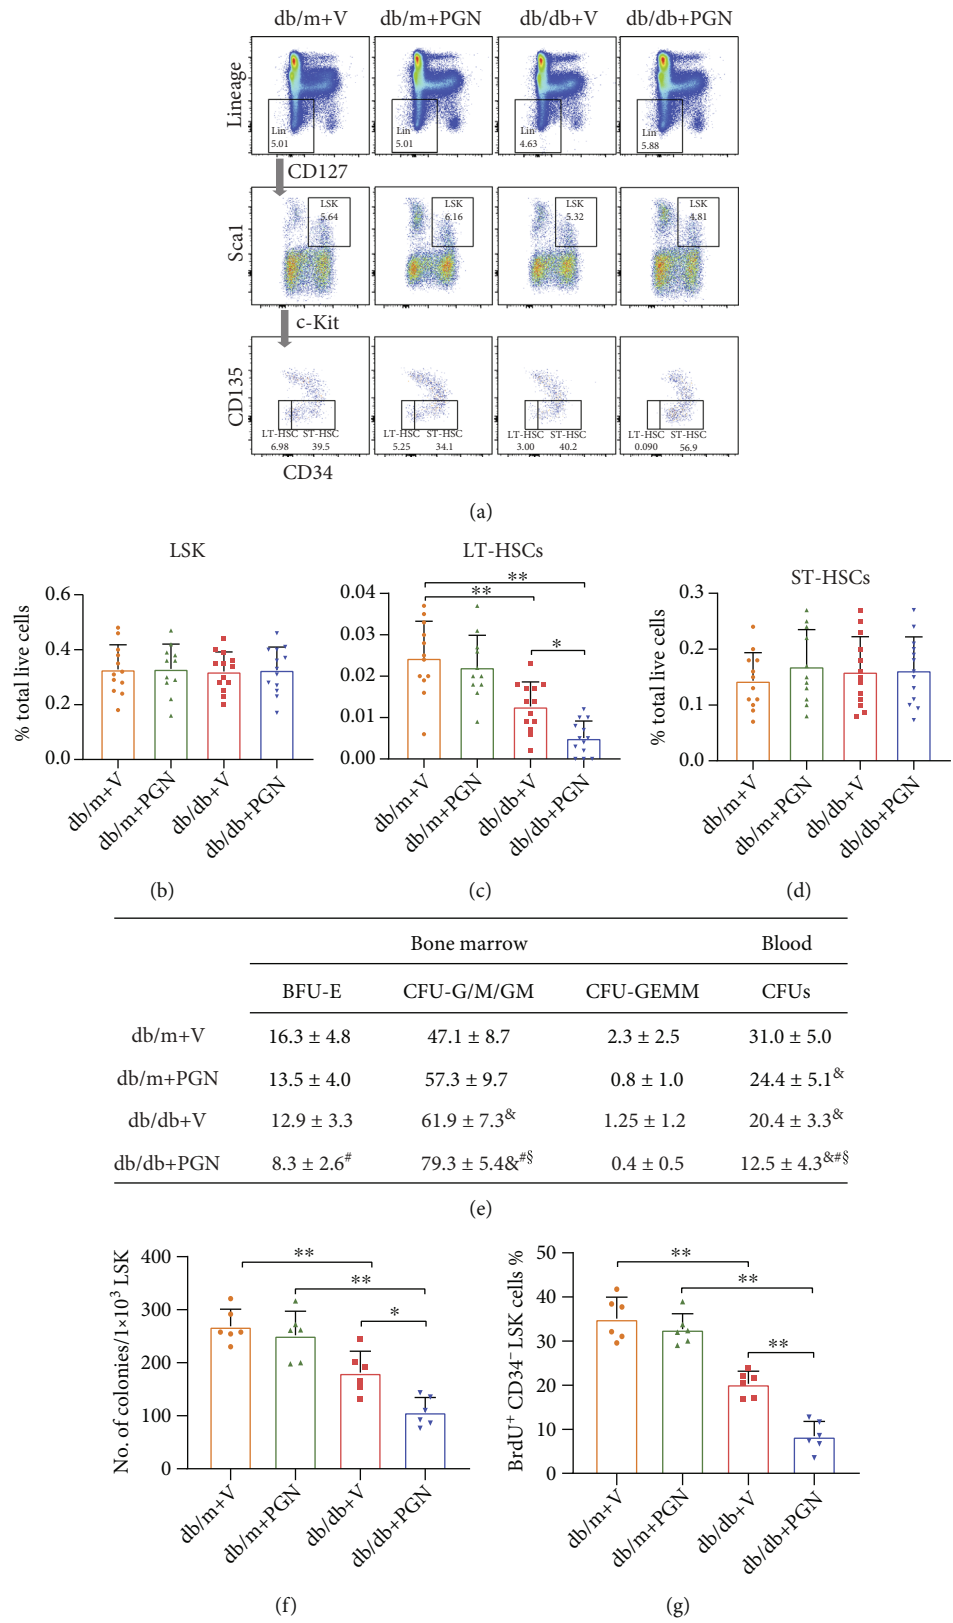 db/m+V db/m+PGN db/db+V db/db+PGN
Lineage
Lin
5.01
Lin
5.01
Lin
4.63
Lin
5.88
CD127
Sca1
LSK
5.64
LSK
6.16
LSK
5.32
LSK
4.81
c-Kit
CD135
LT-HSC ST-HSC
6.98 39.5
LT-HSC ST-HSC
5.25 34.1
LT-HSC ST-HSC
3.00 40.2
LT-HSC ST-HSC
0.090 56.9
CD34
(a)
LSK
% total live cells
0.6
0.4
0.2
0.0
db/m+V
db/m+PGN
db/db+V
db/db+PGN
(b)
LT-HSCs
0.04
0.03
0.02
0.01
0.00
**
**
*
db/m+V
db/m+PGN
db/db+V
db/db+PGN
(c)
ST-HSCs
% total live cells
0.3
0.2
0.1
0.0
db/m+V
db/m+PGN
db/db+V
db/db+PGN
(d)
Bone marrow Blood
BFU-E CFU-G/M/GM CFU-GEMM CFUs
db/m+V 16.3 ± 4.8 47.1 ± 8.7 2.3 ± 2.5 31.0 ± 5.0
db/m+PGN 13.5 ± 4.0 57.3 ± 9.7 0.8 ± 1.0 24.4 ± 5.1&
db/db+V 12.9 ± 3.3 61.9 ± 7.3& 1.25 ± 1.2 20.4 ± 3.3&
db/db+PGN 8.3 ± 2.6# 79.3 ± 5.4&#§ 0.4 ± 0.5 12.5 ± 4.3&#§
(e)
No. of colonies/1×10³ LSK
400
300
200
100
0
**
**
*
db/m+V
db/m+PGN
db/db+V
db/db+PGN
(f)
BrdU⁺ CD34⁻ LSK cells %
50
40
30
20
10
0
**
**
**
db/m+V
db/m+PGN
db/db+V
db/db+PGN
(g)